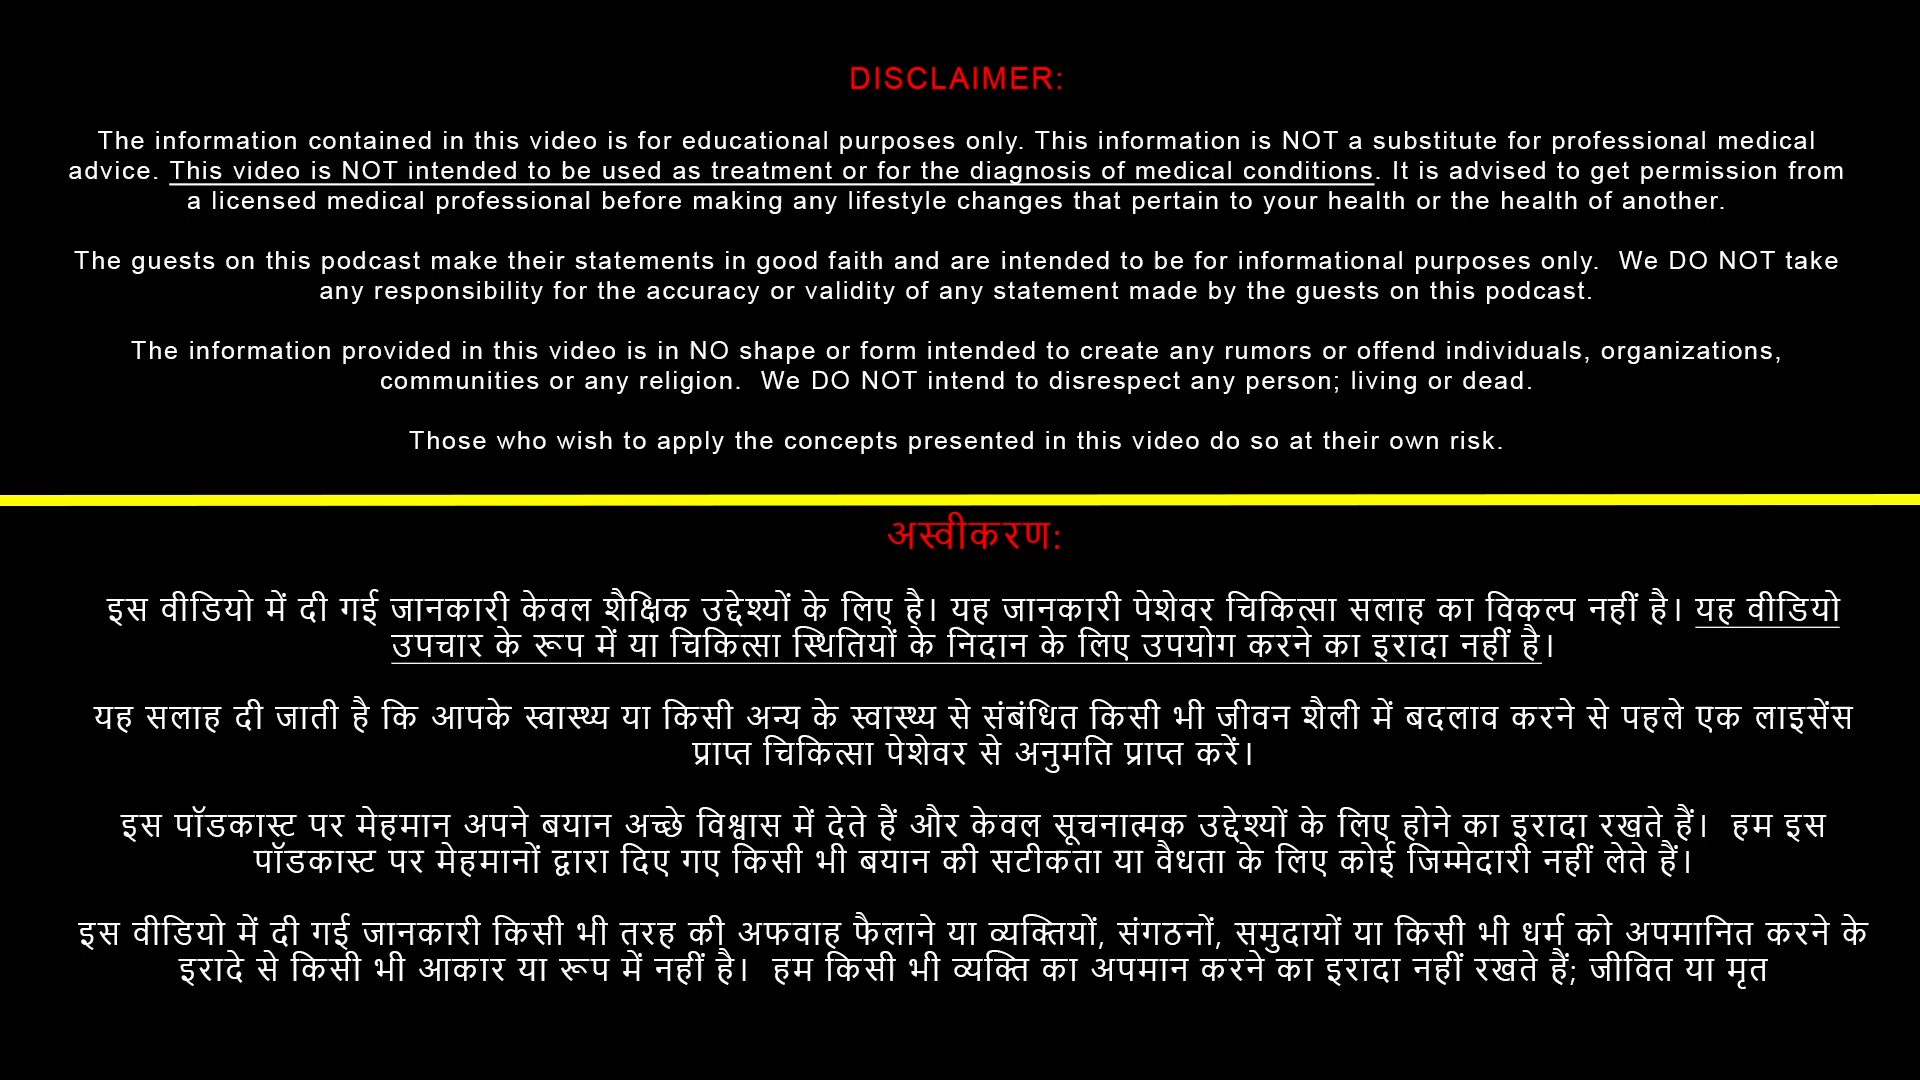 DISCLAIMER:
The information contained in this video is for educational purposes only. This information is NOT a substitute for professional medical
advice. This video is NOT intended to be used as treatment or for the diagnosis of medical conditions. It is advised to get permission from
a licensed medical professional before making any lifestyle changes that pertain to your health or the health of another.
The guests on this podcast make their statements in good faith and are intended to be for informational purposes only.  We DO NOT take
any responsibility for the accuracy or validity of any statement made by the guests on this podcast.
The information provided in this video is in NO shape or form intended to create any rumors or offend individuals, organizations,
communities or any religion.  We DO NOT intend to disrespect any person; living or dead.
Those who wish to apply the concepts presented in this video do so at their own risk.
अस्वीकरण:
इस वीडियो में दी गई जानकारी केवल शैक्षिक उद्देश्यों के लिए है। यह जानकारी पेशेवर चिकित्सा सलाह का विकल्प नहीं है। यह वीडियो
उपचार के रूप में या चिकित्सा स्थितियों के निदान के लिए उपयोग करने का इरादा नहीं है।
यह सलाह दी जाती है कि आपके स्वास्थ्य या किसी अन्य के स्वास्थ्य से संबंधित किसी भी जीवन शैली में बदलाव करने से पहले एक लाइसेंस
प्राप्त चिकित्सा पेशेवर से अनुमति प्राप्त करें।
इस पॉडकास्ट पर मेहमान अपने बयान अच्छे विश्वास में देते हैं और केवल सूचनात्मक उद्देश्यों के लिए होने का इरादा रखते हैं।  हम इस
पॉडकास्ट पर मेहमानों द्वारा दिए गए किसी भी बयान की सटीकता या वैधता के लिए कोई जिम्मेदारी नहीं लेते हैं।
इस वीडियो में दी गई जानकारी किसी भी तरह की अफवाह फैलाने या व्यक्तियों, संगठनों, समुदायों या किसी भी धर्म को अपमानित करने के
इरादे से किसी भी आकार या रूप में नहीं है।  हम किसी भी व्यक्ति का अपमान करने का इरादा नहीं रखते हैं; जीवित या मृत